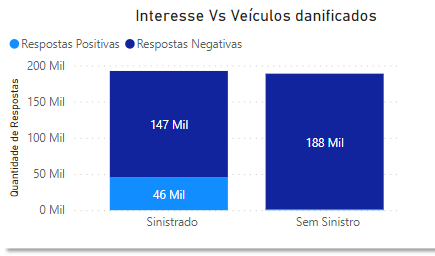 Interesse Vs Veículos danificados
Respostas Positivas Respostas Negativas
Quantidade de Respostas
200 Mil
150 Mil
100 Mil
50 Mil
0 Mil
147 Mil
46 Mil
188 Mil
Sinistrado
Sem Sinistro